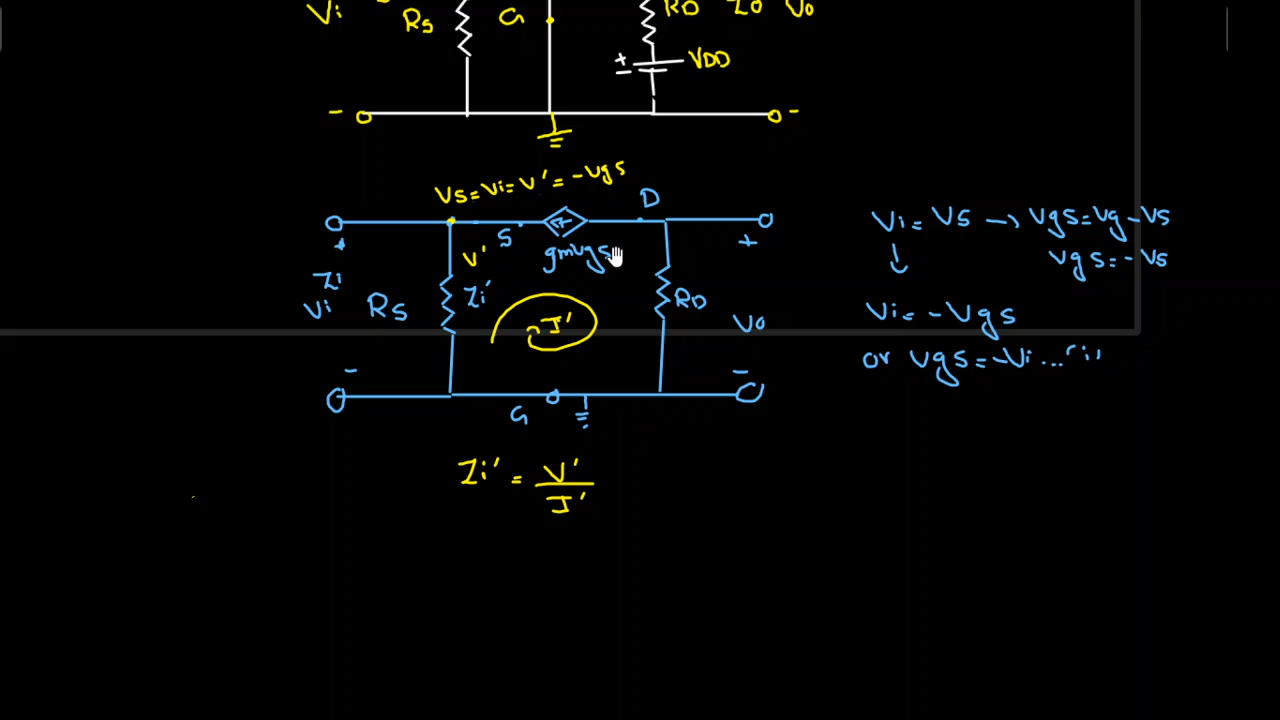 Vi Rs G RD Zo Vo
+ VDD
-
- -
Vs=Vi=V'=-Vgs
D
S
+ V' gmVgs +
Zi
Vi Rs Zi' I' RD Vo
- -
G
Vi=Vs → Vgs=Vg-Vs
↓ Vgs=-Vs
Vi=-Vgs
or Vgs=-Vi...(i)
Zi' = V'
I'